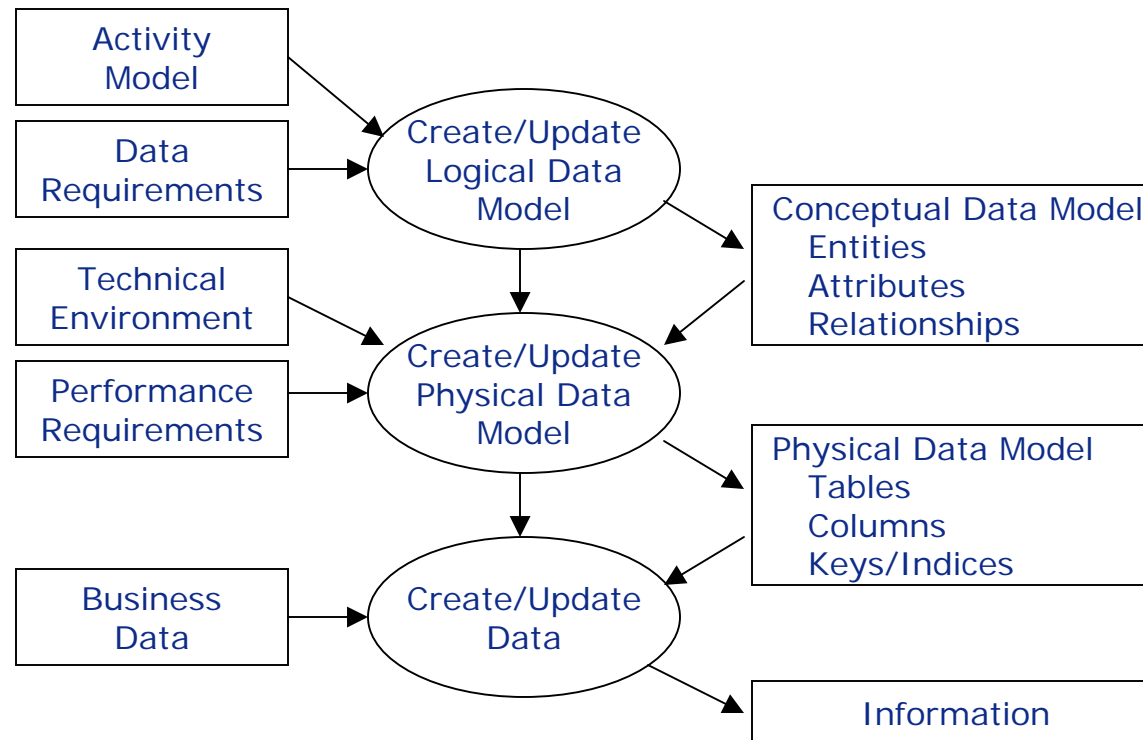 Activity
Model
Data
Requirements
Create/Update
Logical Data
Model
Conceptual Data Model
Entities
Attributes
Relationships
Technical
Environment
Performance
Requirements
Create/Update
Physical Data
Model
Physical Data Model
Tables
Columns
Keys/Indices
Business
Data
Create/Update
Data
Information